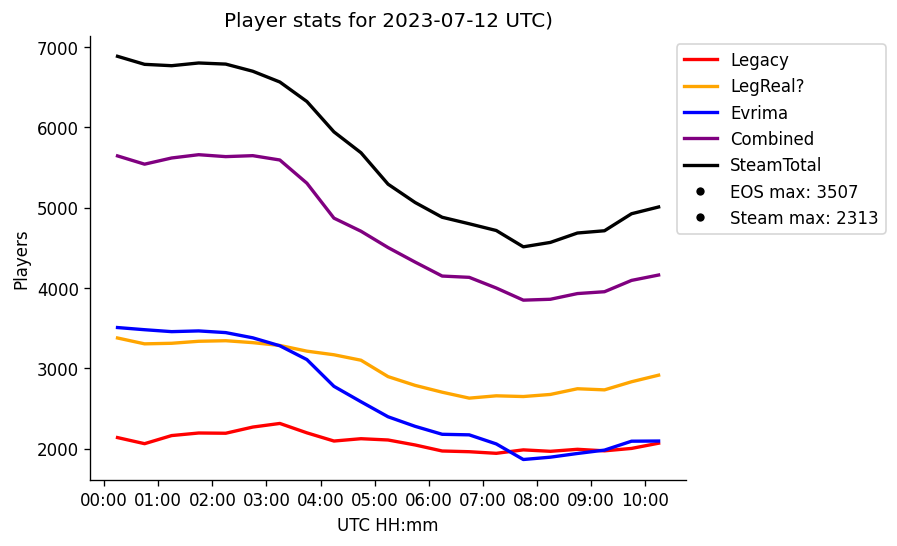 Player stats for 2023-07-12 UTC)
7000
6000
5000
4000
3000
2000
Players
00:00 01:00 02:00 03:00 04:00 05:00 06:00 07:00 08:00 09:00 10:00
UTC HH:mm
Legacy
LegReal?
Evrima
Combined
SteamTotal
EOS max: 3507
Steam max: 2313